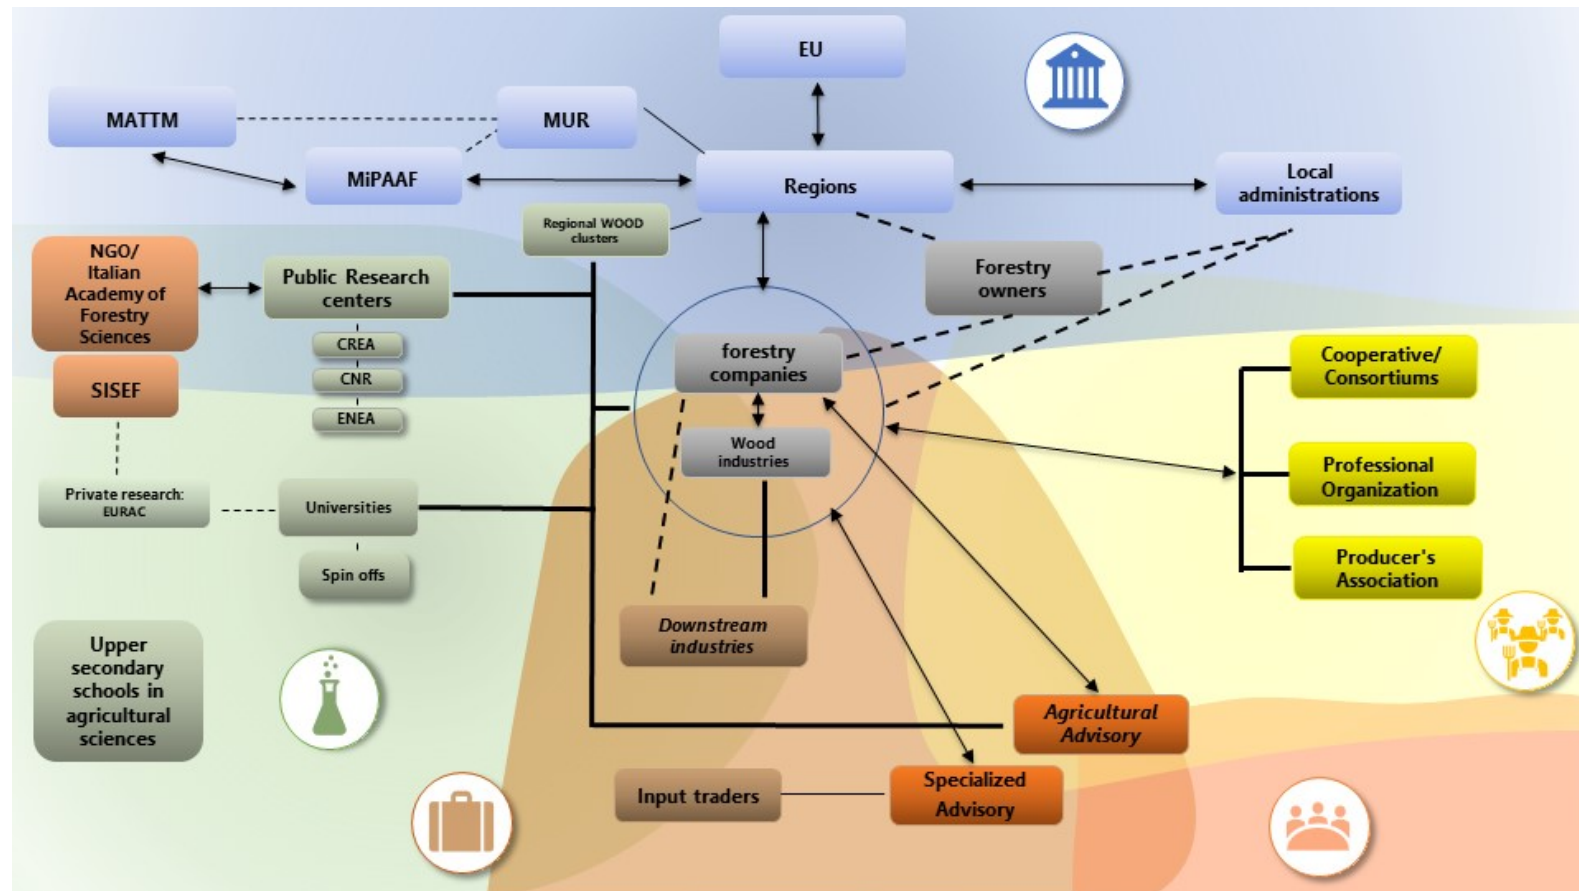 EU
MATTM
MUR
MiPAAF
Regions
Local
administrations
Regional WOOD
clusters
NGO/
Italian
Academy of
Forestry
Sciences
Public Research
centers
Forestry
owners
CREA
CNR
ENEA
SISEF
forestry
companies
Wood
industries
Cooperative/
Consortiums
Professional
Organization
Producer's
Association
Private research:
EURAC
Universities
Spin offs
Downstream
industries
Upper
secondary
schools in
agricultural
sciences
Agricultural
Advisory
Input traders
Specialized
Advisory